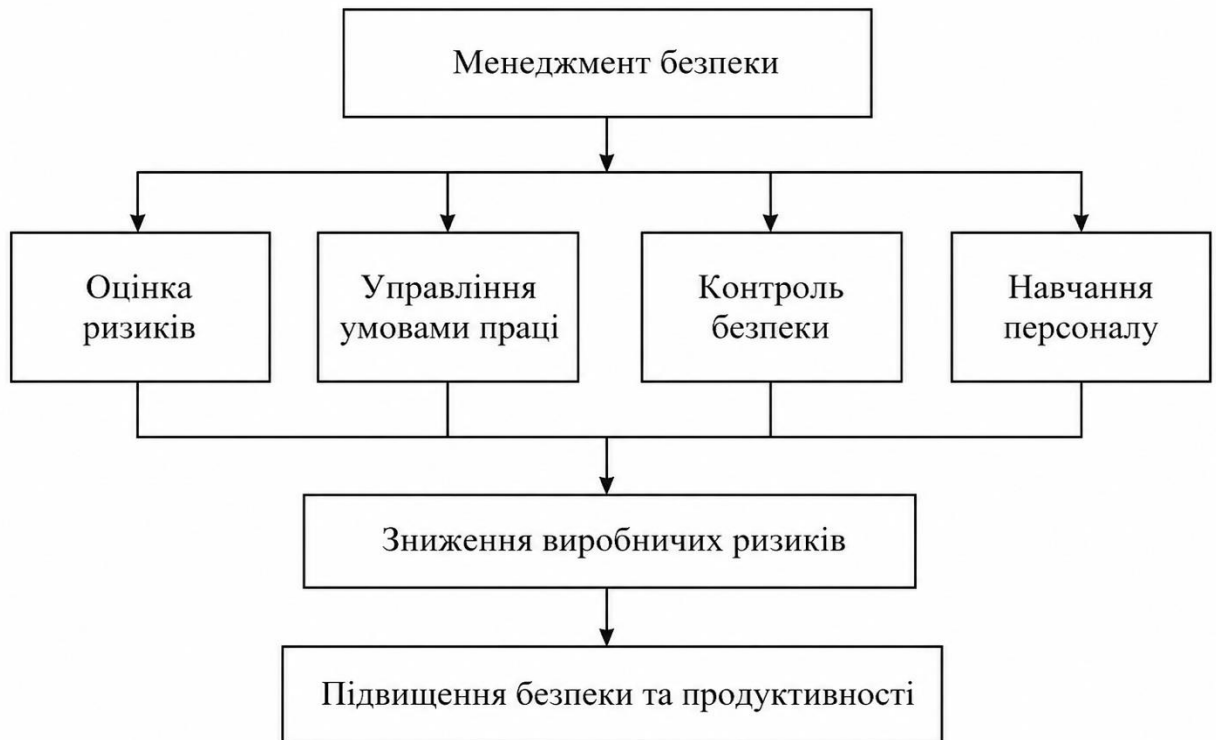 Менеджмент безпеки
Оцінка
ризиків
Управління
умовами праці
Контроль
безпеки
Навчання
персоналу
Зниження виробничих ризиків
Підвищення безпеки та продуктивності